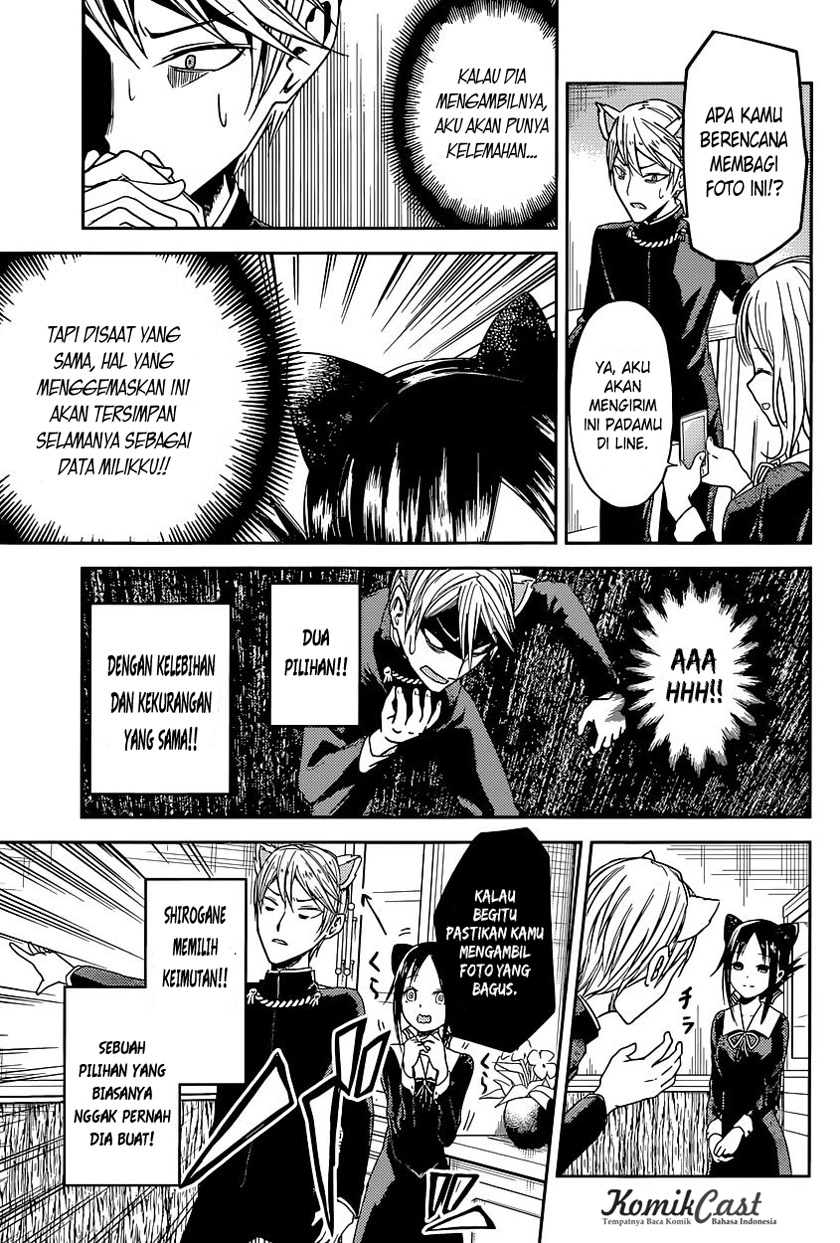 APA KAMU
BERENCANA
MEMBAGI
FOTO INI!?
YA, AKU
AKAN
MENGIRIM
INI PADAMU
DI LINE.
KALAU DIA
MENGAMBILNYA,
AKU AKAN PUNYA
KELEMAHAN...
TAPI DISAAT YANG
SAMA, HAL YANG
MENGGEMASKAN INI
AKAN TERSIMPAN
SELAMANYA SEBAGAI
DATA MILIKKU!!
AAA
HHH!!
DUA
PILIHAN!!
DENGAN KELEBIHAN
DAN KEKURANGAN
YANG SAMA!!
チラ
KALAU
BEGITU
PASTIKAN KAMU
MENGAMBIL
FOTO YANG
BAGUS.
SHIROGANE
MEMILIH
KEIMUTAN!!
SEBUAH
PILIHAN YANG
BIASANYA
NGGAK PERNAH
DIA BUAT!
KomikCast
Tempatnya Baca Komik Bahasa Indonesia